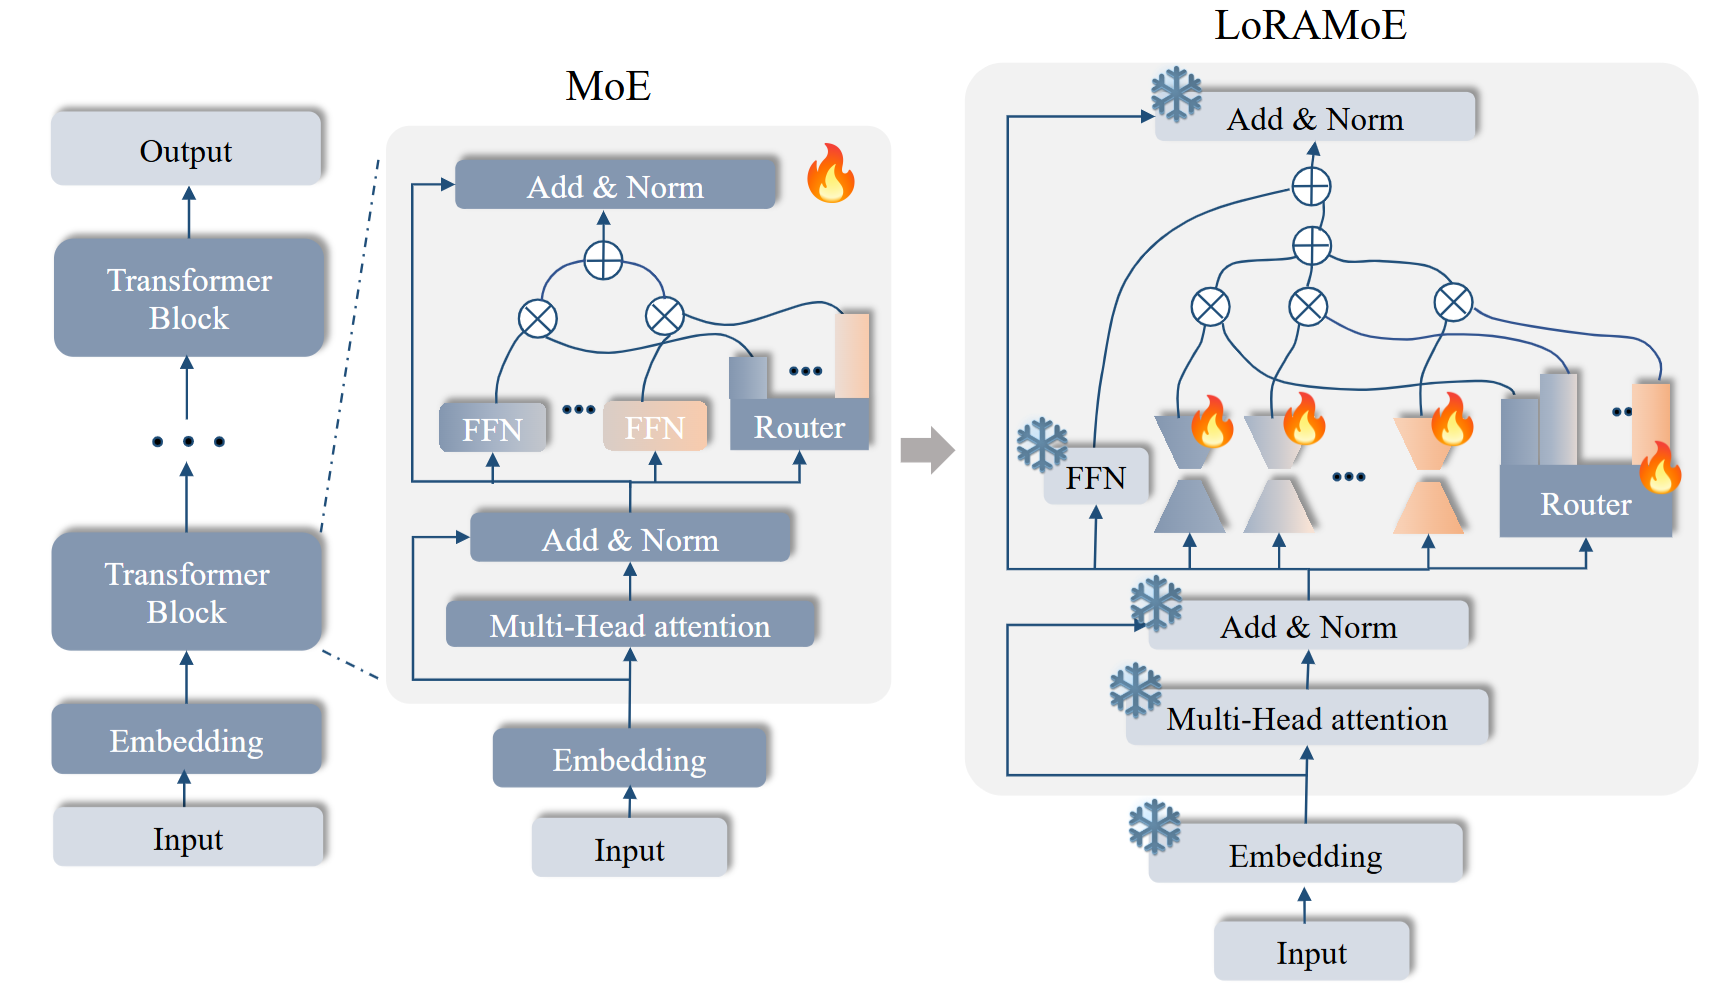 Output
Transformer
Block
Transformer
Block
Embedding
Input
MoE
Add & Norm
FFN
FFN
Router
Add & Norm
Multi-Head attention
Embedding
Input
LoRAMoE
Add & Norm
FFN
Router
Add & Norm
Multi-Head attention
Embedding
Input